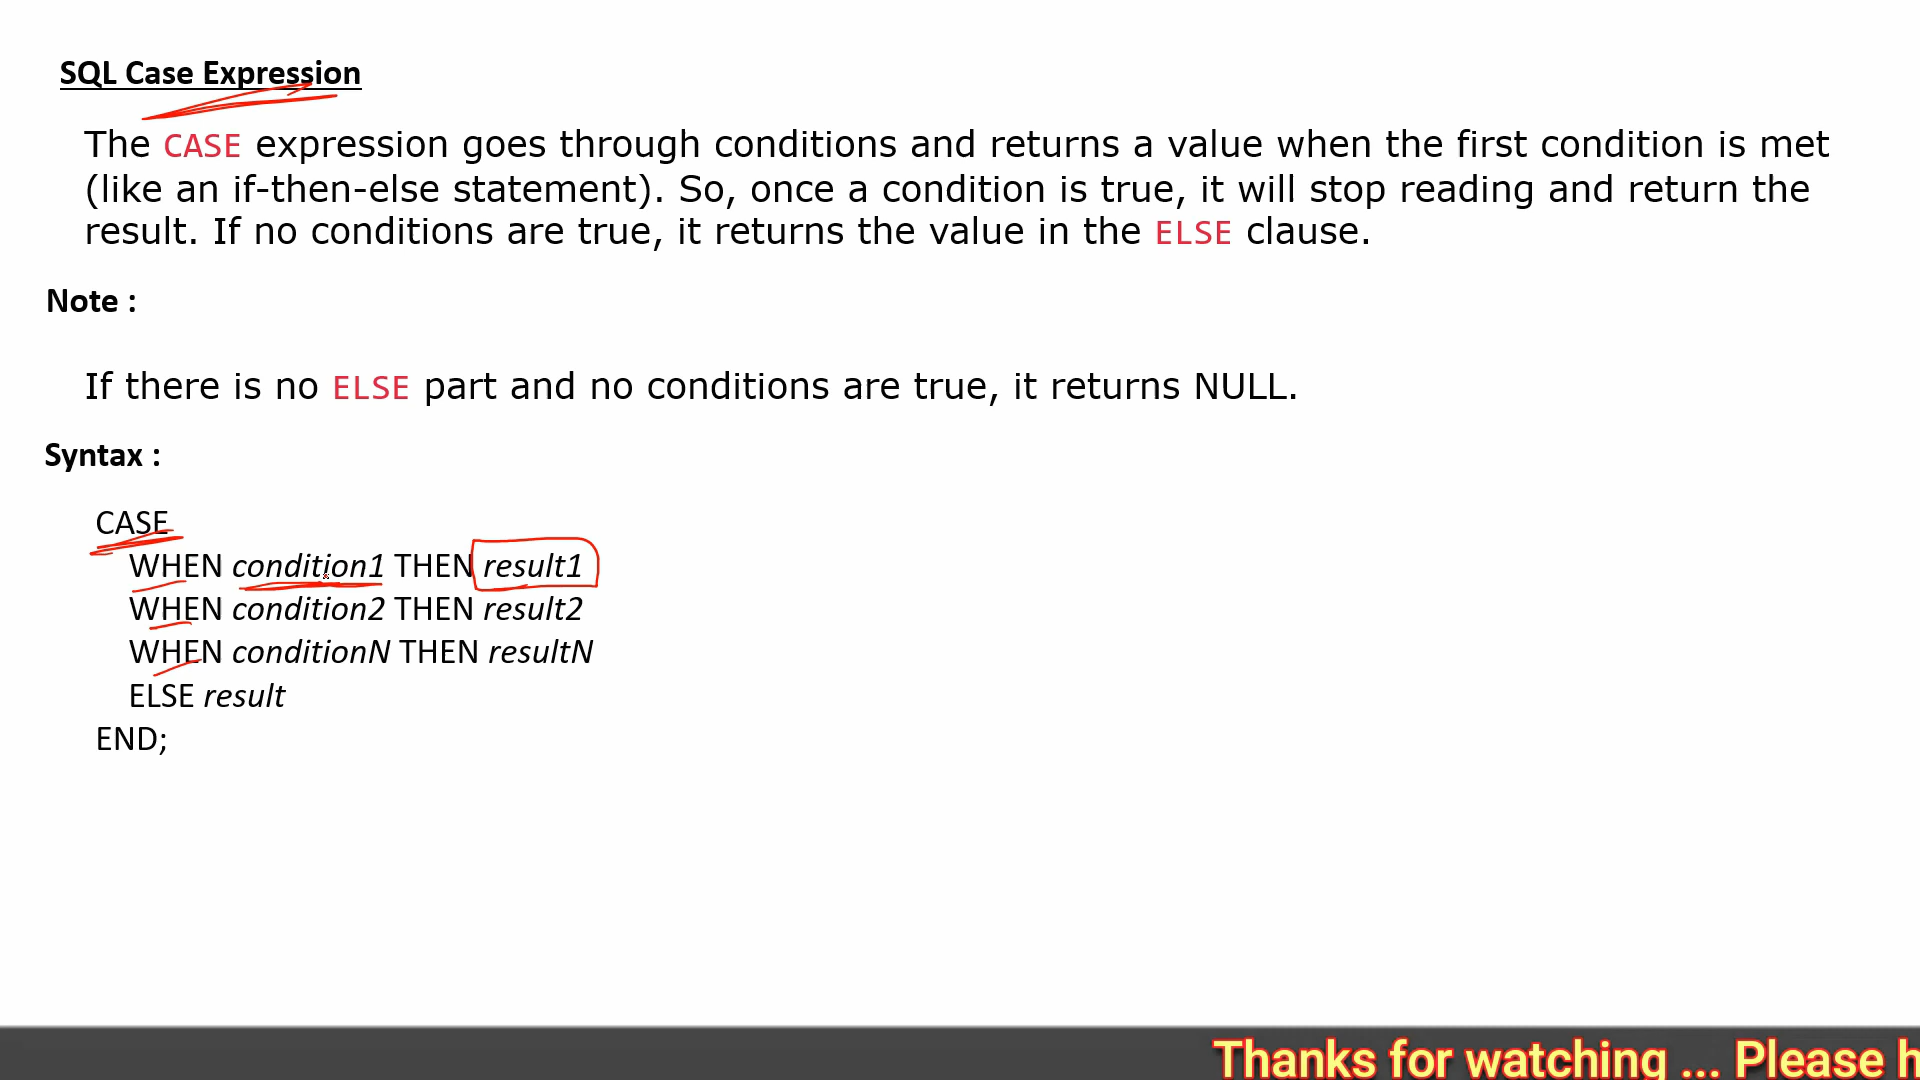 SQL Case Expression
The CASE expression goes through conditions and returns a value when the first condition is met
(like an if-then-else statement). So, once a condition is true, it will stop reading and return the
result. If no conditions are true, it returns the value in the ELSE clause.
Note :
If there is no ELSE part and no conditions are true, it returns NULL.
Syntax :
CASE
WHEN condition1 THEN result1
WHEN condition2 THEN result2
WHEN conditionN THEN resultN
ELSE result
END;
Thanks for watching ... Please h